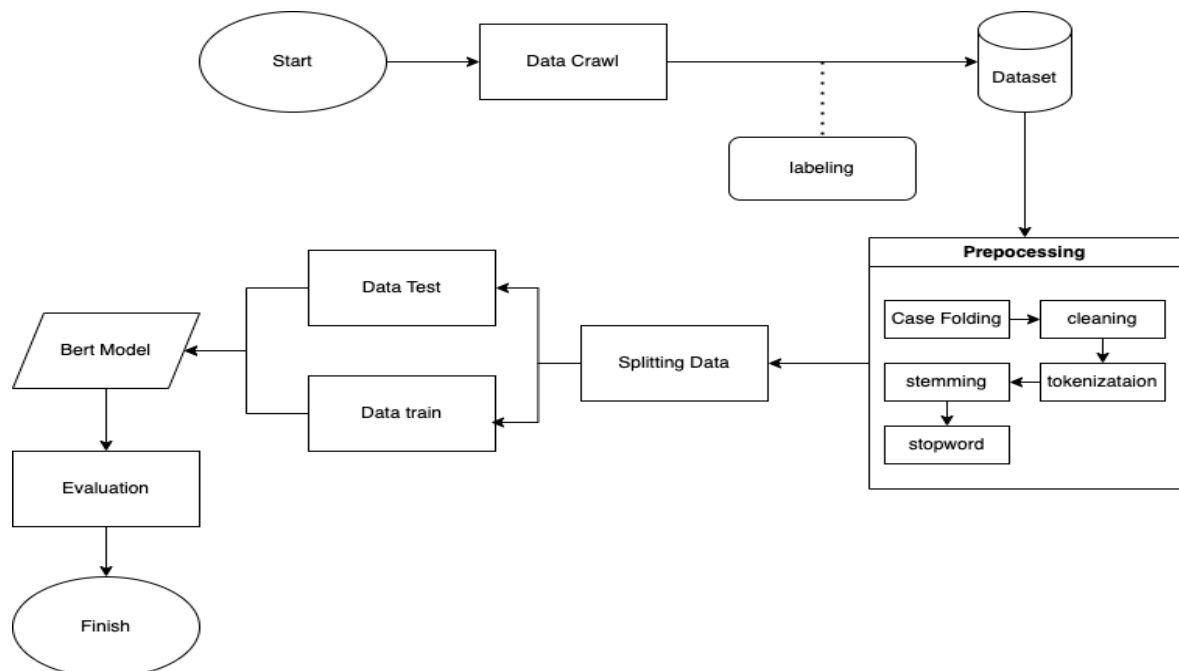 Start
Data Crawl
Dataset
labeling
Prepocessing
Case Folding
cleaning
tokenizataion
stemming
stopword
Splitting Data
Data Test
Data train
Bert Model
Evaluation
Finish